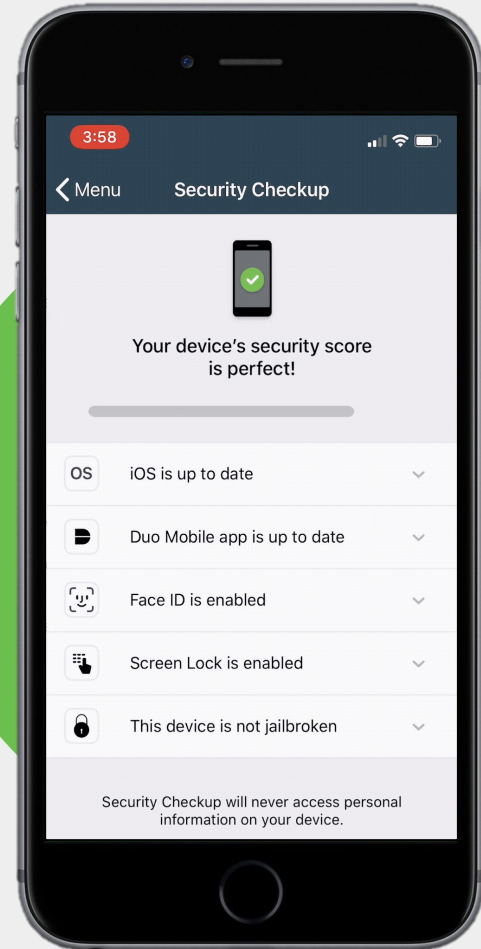 3:58
Menu Security Checkup
Your device's security score
is perfect!
OS iOS is up to date
Duo Mobile app is up to date
Face ID is enabled
Screen Lock is enabled
This device is not jailbroken
Security Checkup will never access personal
information on your device.